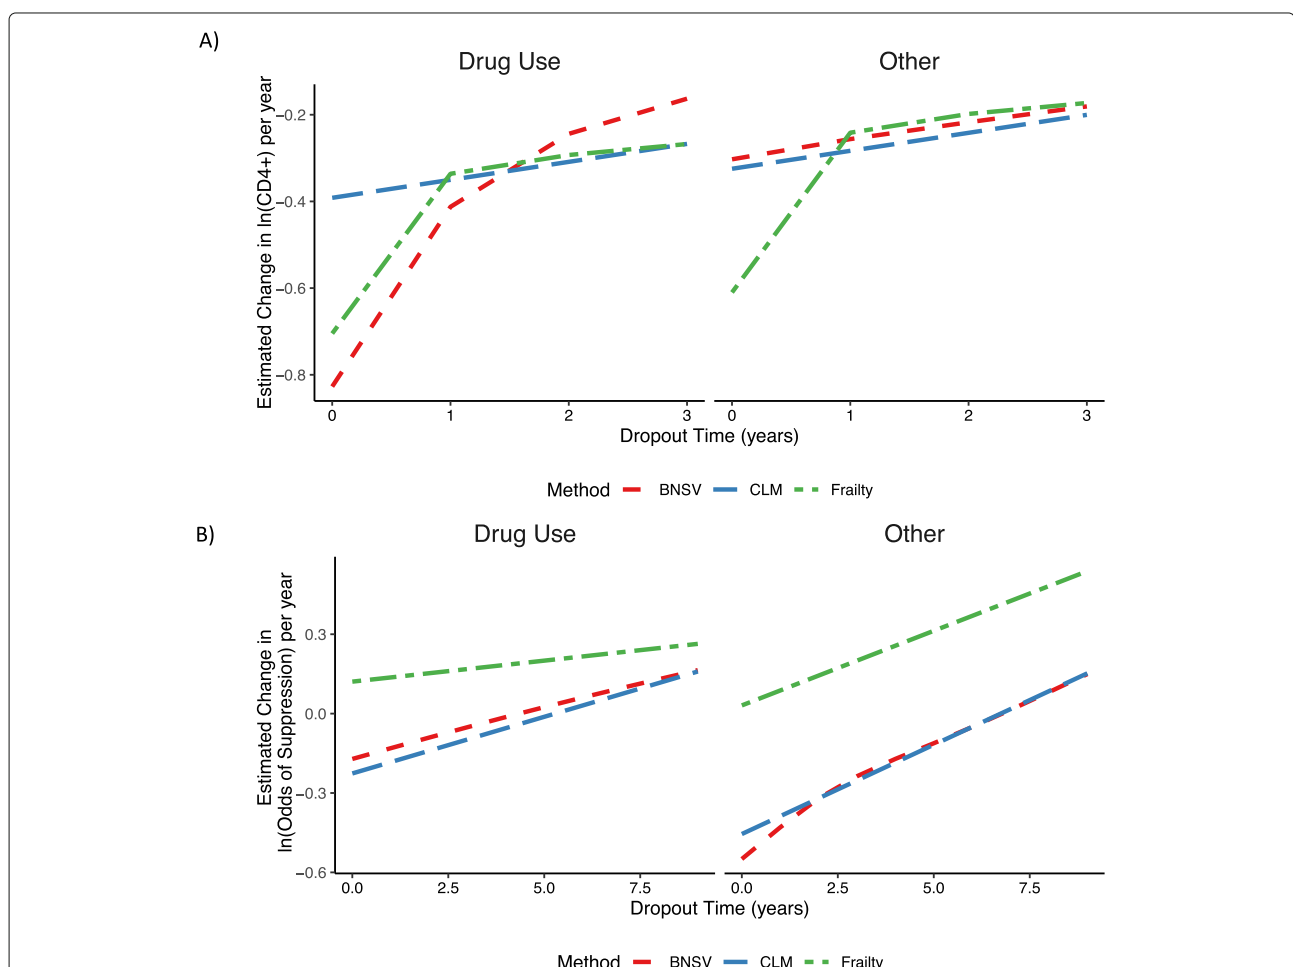 A)
Drug Use Other
Estimated Change in ln(CD4+) per year
−0.2
−0.4
−0.6
−0.8
0 1 2 3 0 1 2 3
Dropout Time (years)
Method BNSV CLM Frailty
B)
Drug Use Other
Estimated Change in
ln(Odds of Suppression) per year
0.3
0.0
−0.3
−0.6
0.0 2.5 5.0 7.5 0.0 2.5 5.0 7.5
Dropout Time (years)
Method BNSV CLM Frailty